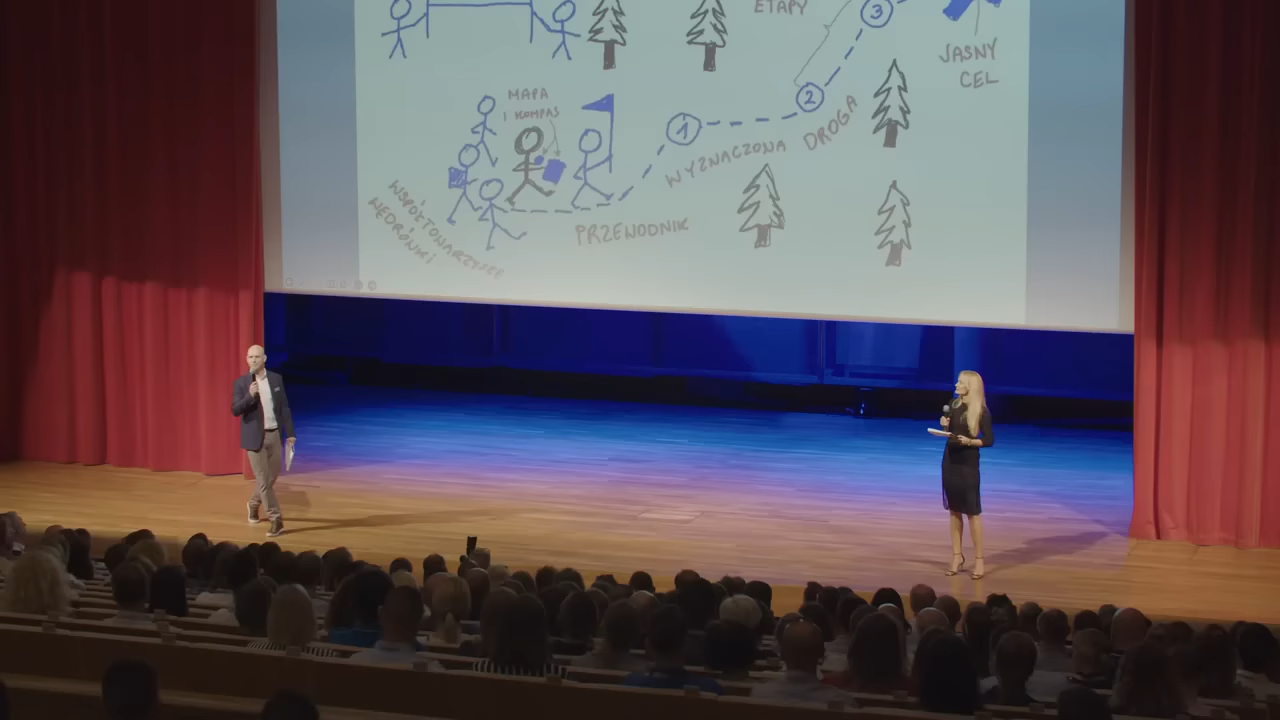 ETAPY
3
JASNY
CEL
MAPA
I KOMPAS
2
1
WYZNACZONA DROGA
WSPÓŁTOWARZYSZE
WĘDRÓWKI
PRZEWODNIK